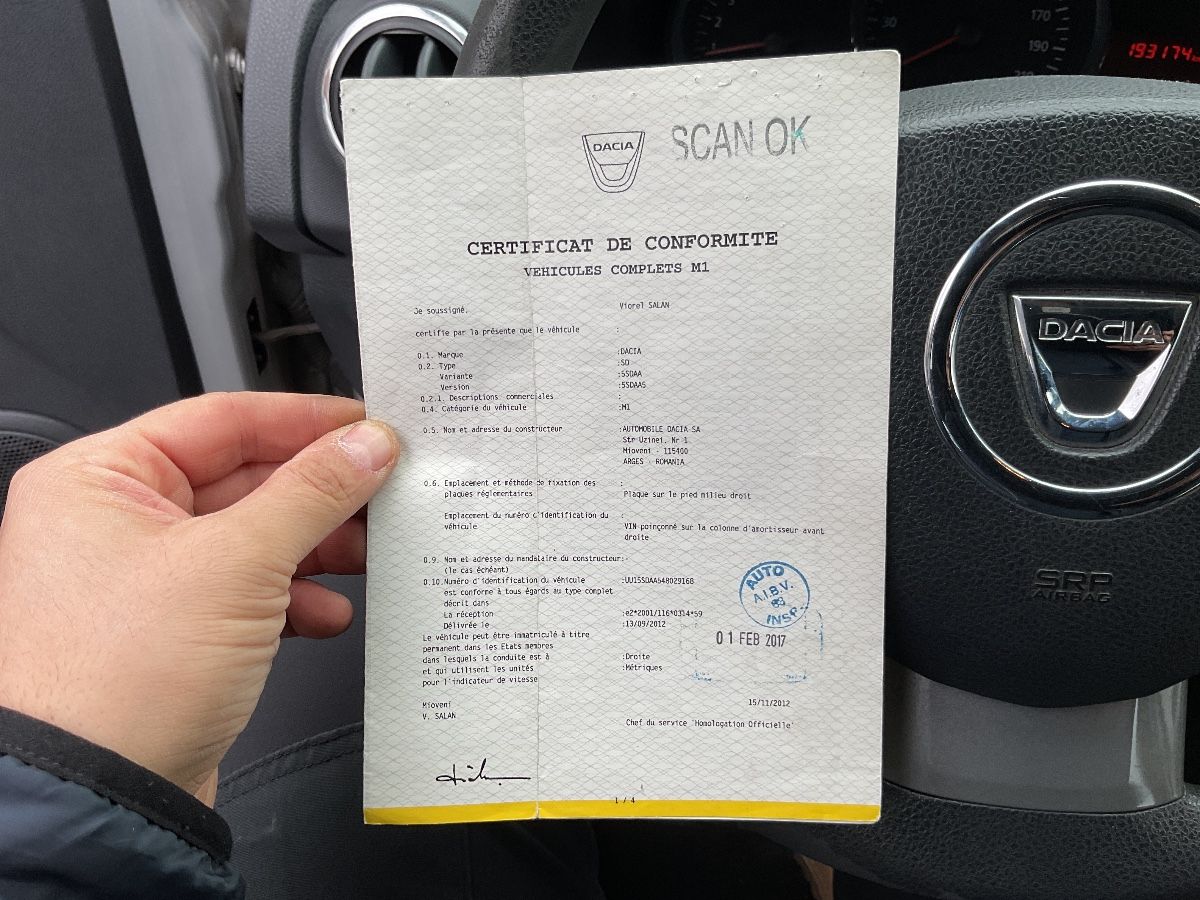 170
190
193174
DACIA
SCAN OK
CERTIFICAT DE CONFORMITE
VEHICULES COMPLETS M1
Je soussigné. Viorel SALAN
certifie par la présente que le véhicule :
0.1. Marque :DACIA
0.2. Type :SD
Variante :5SDAA
Version :5SDAA5
0.2.1. Descriptions commerciales :
0.4. Catégorie du véhicule :M1
0.5. Nom et adresse du constructeur :AUTOMOBILE DACIA-SA
Str Uzinei, Nr 1
Mioveni - 115400
ARGES - ROMANIA
0.6. Emplacement et méthode de fixation des :
plaques réglementaires Plaque sur le pied milieu droit
Emplacement du numéro d'identification du :
véhicule VIN poinçonné sur la colonne d'amortisseur avant
droite
0.9. Nom et adresse du mandataire du constructeur:-
(le cas échéant)
0.10.Numéro d'identification du véhicule :UU15SDAA548029168
est conforme à tous égards au type complet
décrit dans
La réception :e2*2001/116*0314*59
Délivrée le :13/09/2012
Le véhicule peut être immatriculé à titre
permanent dans les Etats membres
dans lesquels la conduite est à :Droite
et qui utilisent les unités :Métriques
pour l'indicateur de vitesse
AUTO
A.I.B.V.
INSP.
01 FEB 2017
Mioveni 15/11/2012
V. SALAN
Chef du service 'Homologation Officielle'
1 / 4
DACIA
SRP
AIRBAG